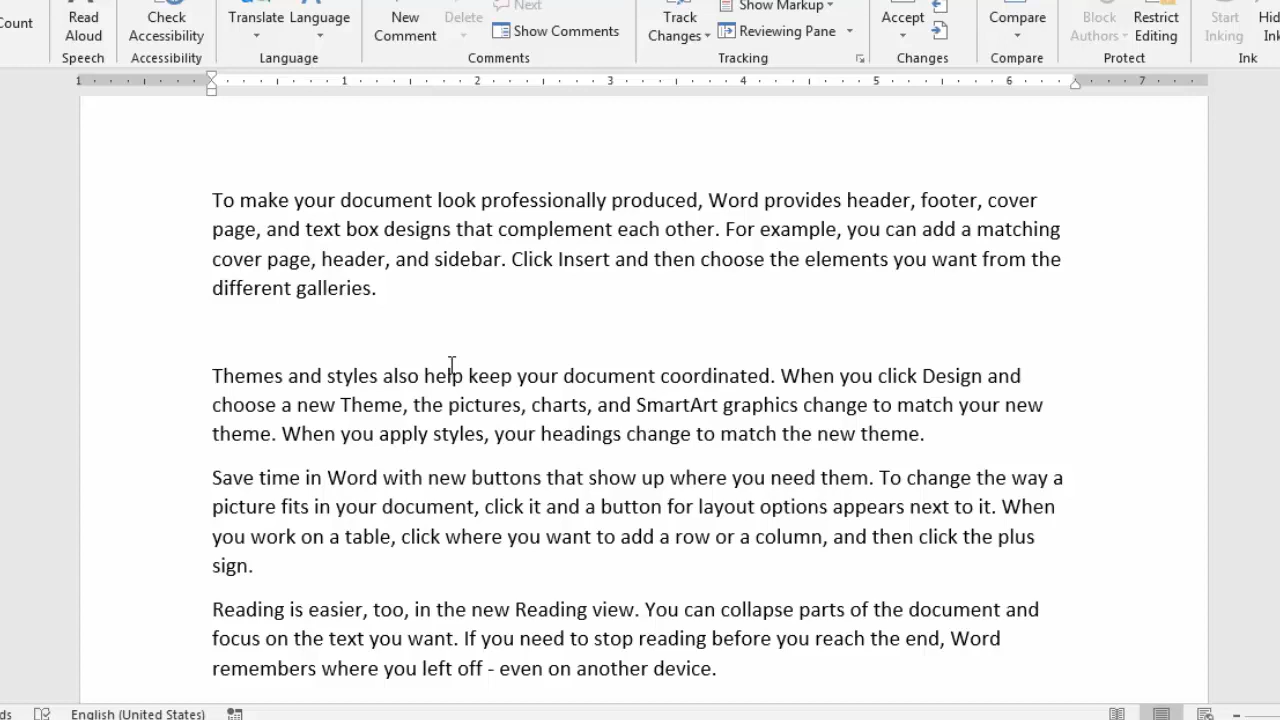 Count
Read Aloud
Speech
Check Accessibility
Accessibility
Translate
Language
Language
New Comment
Delete
Next
Show Comments
Comments
Track Changes
Show Markup
Reviewing Pane
Tracking
Accept
Changes
Compare
Compare
Block Authors
Restrict Editing
Protect
Start Inking
Ink
1 1 2 3 4 5 6 7
To make your document look professionally produced, Word provides header, footer, cover
page, and text box designs that complement each other. For example, you can add a matching
cover page, header, and sidebar. Click Insert and then choose the elements you want from the
different galleries.
Themes and styles also help keep your document coordinated. When you click Design and
choose a new Theme, the pictures, charts, and SmartArt graphics change to match your new
theme. When you apply styles, your headings change to match the new theme.
Save time in Word with new buttons that show up where you need them. To change the way a
picture fits in your document, click it and a button for layout options appears next to it. When
you work on a table, click where you want to add a row or a column, and then click the plus
sign.
Reading is easier, too, in the new Reading view. You can collapse parts of the document and
focus on the text you want. If you need to stop reading before you reach the end, Word
remembers where you left off - even on another device.
English (United States)